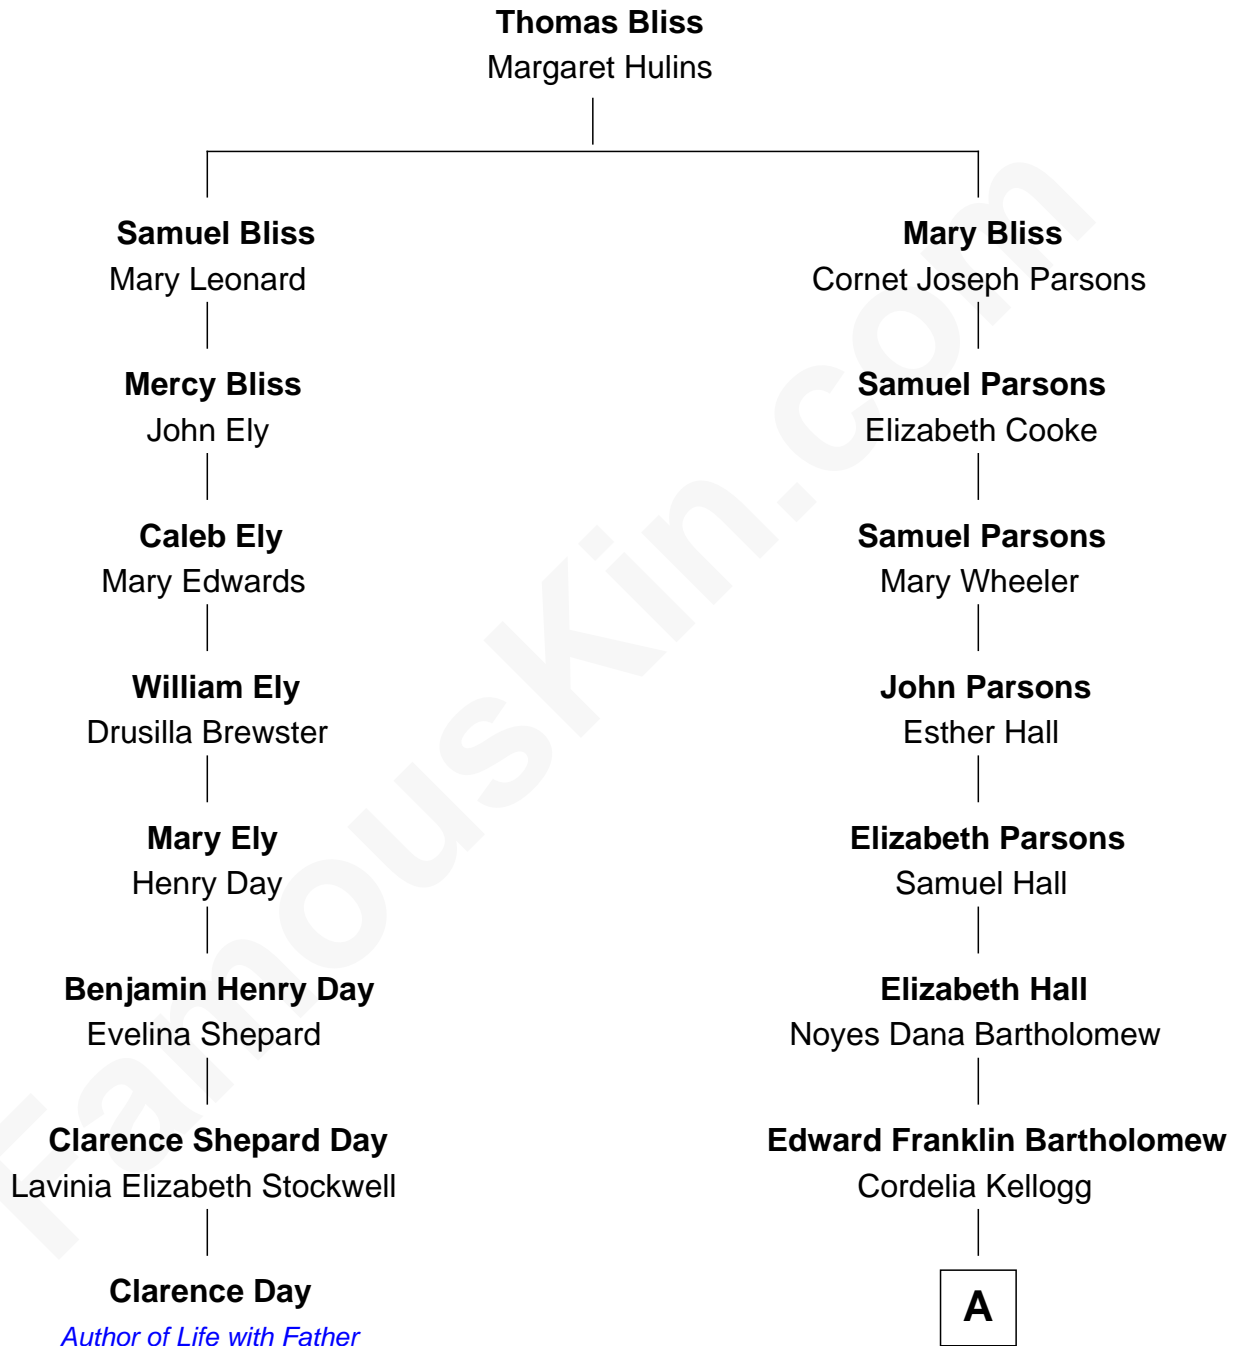 Thomas Bliss
Margaret Hulins
Samuel Bliss
Mary Leonard
Mercy Bliss
John Ely
Caleb Ely
Mary Edwards
William Ely
Drusilla Brewster
Mary Ely
Henry Day
Benjamin Henry Day
Evelina Shepard
Clarence Shepard Day
Lavinia Elizabeth Stockwell
Clarence Day
Author of Life with Father
Mary Bliss
Cornet Joseph Parsons
Samuel Parsons
Elizabeth Cooke
Samuel Parsons
Mary Wheeler
John Parsons
Esther Hall
Elizabeth Parsons
Samuel Hall
Elizabeth Hall
Noyes Dana Bartholomew
Edward Franklin Bartholomew
Cordelia Kellogg
A
FamousKin.com